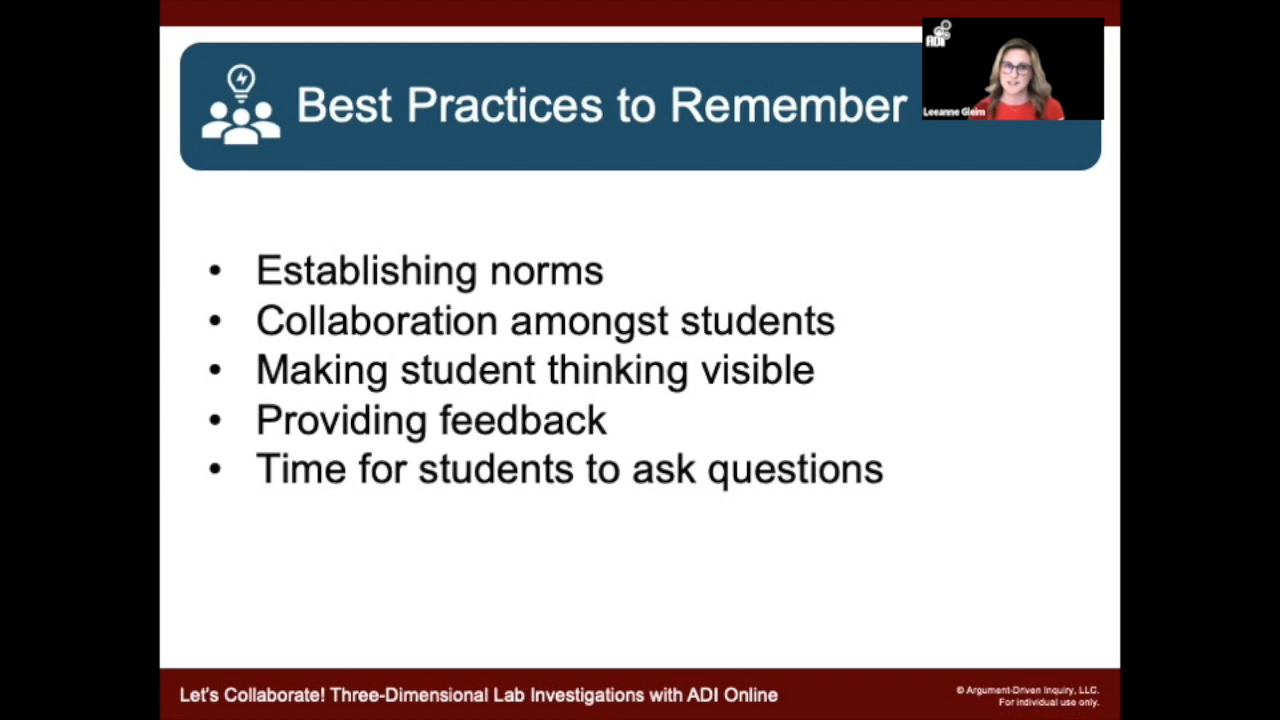 Best Practices to Remember
ADI
Leeanne Gleim
• Establishing norms
• Collaboration amongst students
• Making student thinking visible
• Providing feedback
• Time for students to ask questions
Let's Collaborate! Three-Dimensional Lab Investigations with ADI Online
© Argument-Driven Inquiry, LLC.
For individual use only.